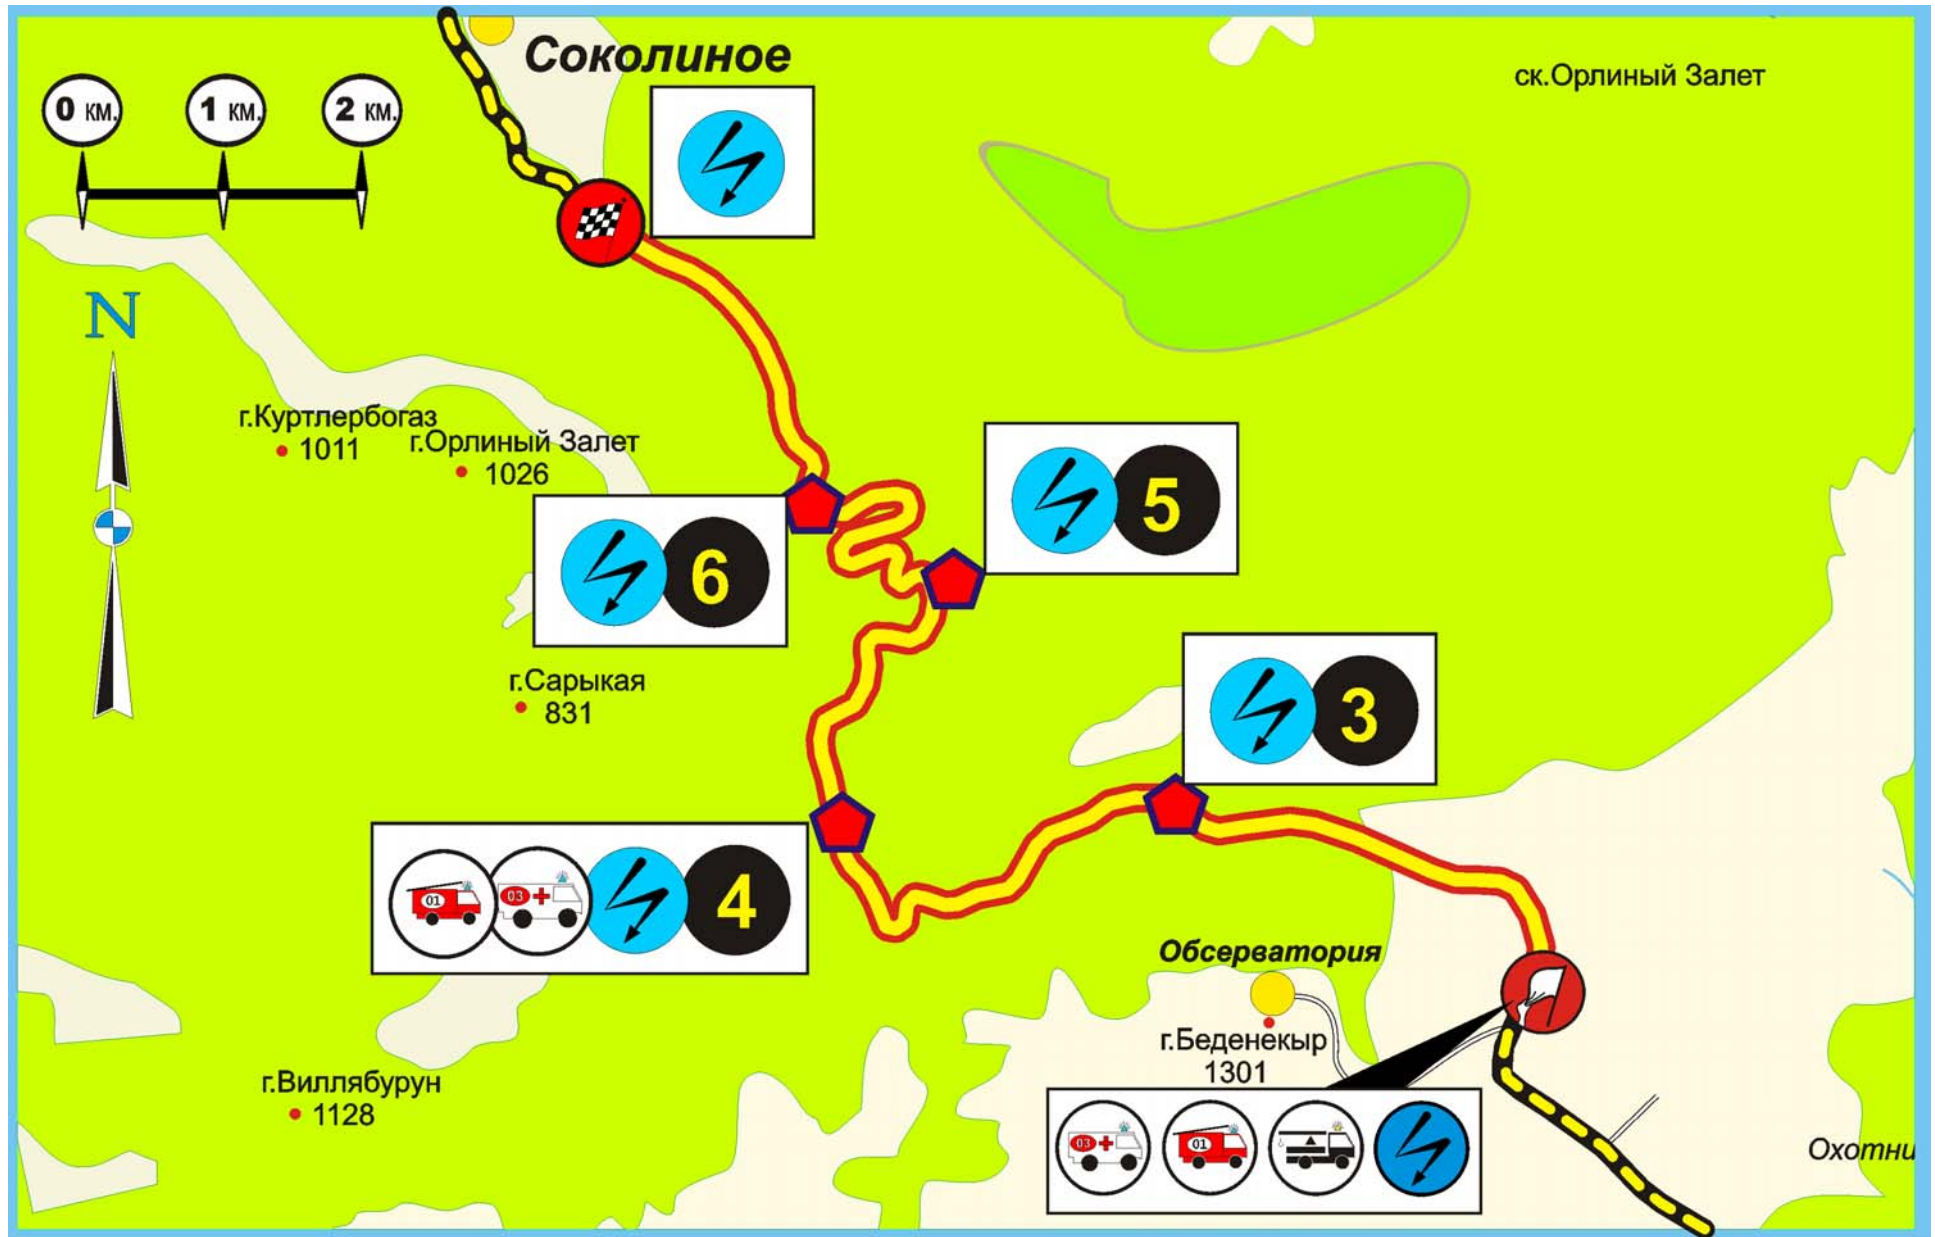 Соколиное
ск.Орлиный Залет
0 км.
1 км.
2 км.
N
г.Куртлербогаз
1011
г.Орлиный Залет
1026
5
6
г.Сарыкая
831
3
01
03
4
Обсерватория
г.Беденекыр
1301
г.Виллябурун
1128
03
01
Охотни